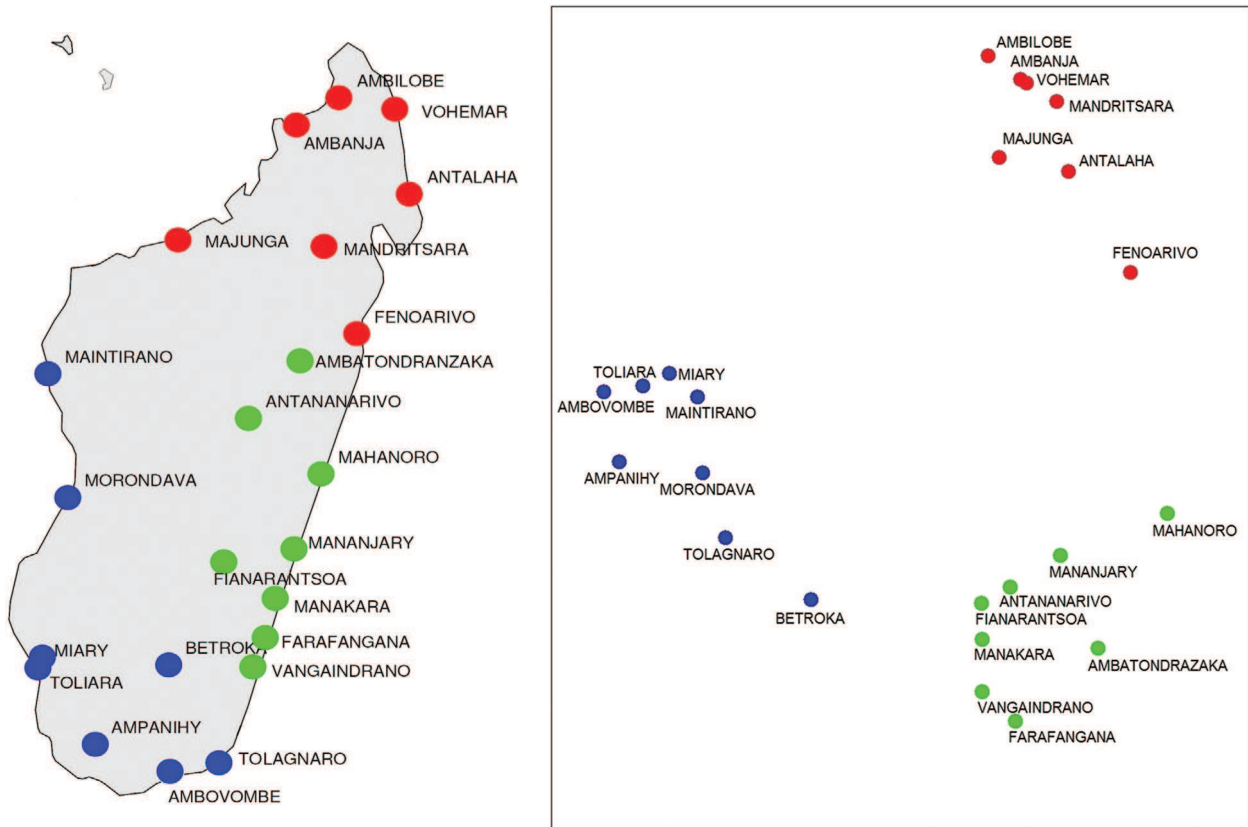 AMBILOBE
VOHEMAR
AMBANJA
ANTALAHA
MAJUNGA
MANDRITSARA
FENOARIVO
MAINTIRANO
AMBATONDRANZAKA
ANTANANARIVO
MAHANORO
MORONDAVA
MANANJARY
FIANARANTSOA
MANAKARA
FARAFANGANA
MIARY
BETROKA
VANGAINDRANO
TOLIARA
AMPANIHY
TOLAGNARO
AMBOVOMBE
AMBILOBE
AMBANJA
VOHEMAR
MANDRITSARA
MAJUNGA
ANTALAHA
FENOARIVO
TOLIARA
MIARY
AMBOVOMBE
MAINTIRANO
AMPANIHY
MORONDAVA
MAHANORO
TOLAGNARO
MANANJARY
BETROKA
ANTANANARIVO
FIANARANTSOA
MANAKARA
AMBATONDRAZAKA
VANGAINDRANO
FARAFANGANA